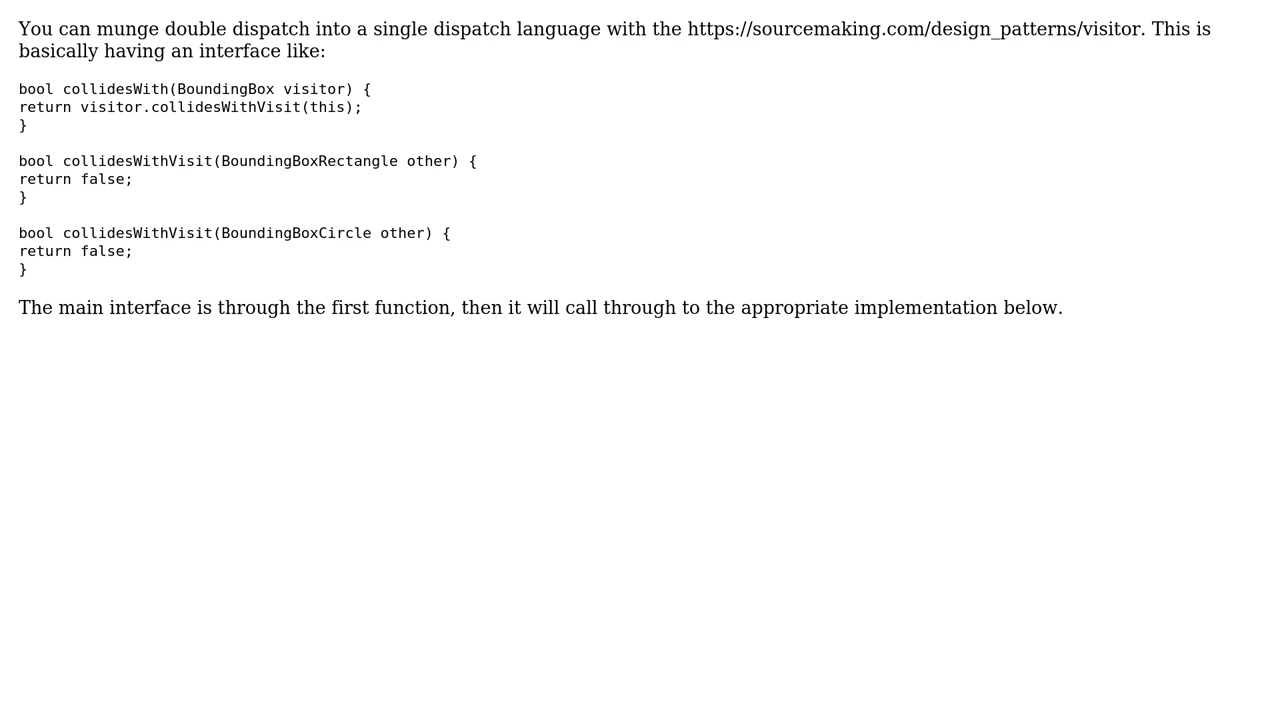 You can munge double dispatch into a single dispatch language with the https://sourcemaking.com/design_patterns/visitor. This is
basically having an interface like:
bool collidesWith(BoundingBox visitor) {
return visitor.collidesWithVisit(this);
}
bool collidesWithVisit(BoundingBoxRectangle other) {
return false;
}
bool collidesWithVisit(BoundingBoxCircle other) {
return false;
}
The main interface is through the first function, then it will call through to the appropriate implementation below.